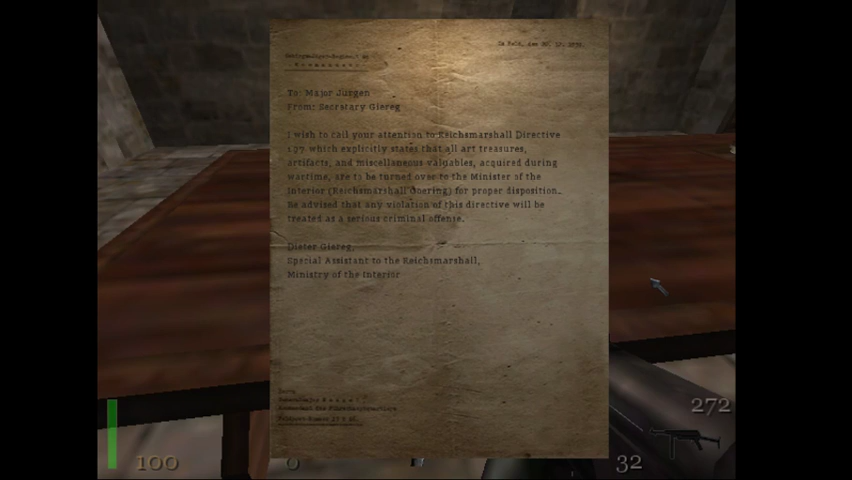 To: Major Jurgen
From: Secretary Giereg
I wish to call your attention to Reichsmarshall Directive
197 which explicitly states that all art treasures,
artifacts, and miscellaneous valuables, acquired during
wartime, are to be turned over to the Minister of the
Interior (Reichsmarshall Goering) for proper disposition..
Be advised that any violation of this directive will be
treated as a serious criminal offense.
Dieter Giereg,
Special Assistant to the Reichsmarshall,
Ministry of the Interior
272
100
0
32